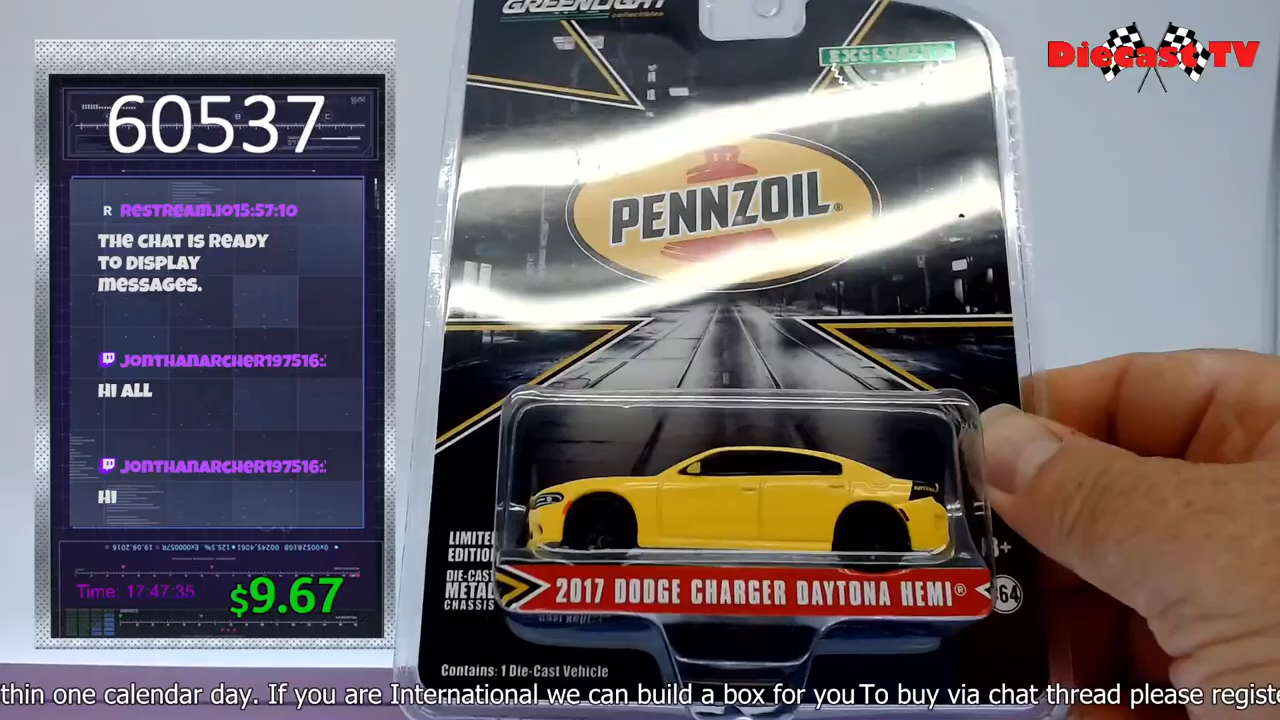 GREENLIGHT
collectibles
EXCLUSIVE
Diecast TV
60537
R Restream.io15:57:10
The chat is ready
to display
messages.
jonthanarcher197516:
Hi all
jonthanarcher197516:
Hi
Time: 17:47:35
$9.67
PENNZOIL®
DAYTONA
LIMITED
EDITION
DIE-CAST
METAL
CHASSIS
2017 DODGE CHARGER DAYTONA HEMI®
64
Contains: 1 Die-Cast Vehicle
thin one calendar day. If you are International we can build a box for you To buy via chat thread please registe